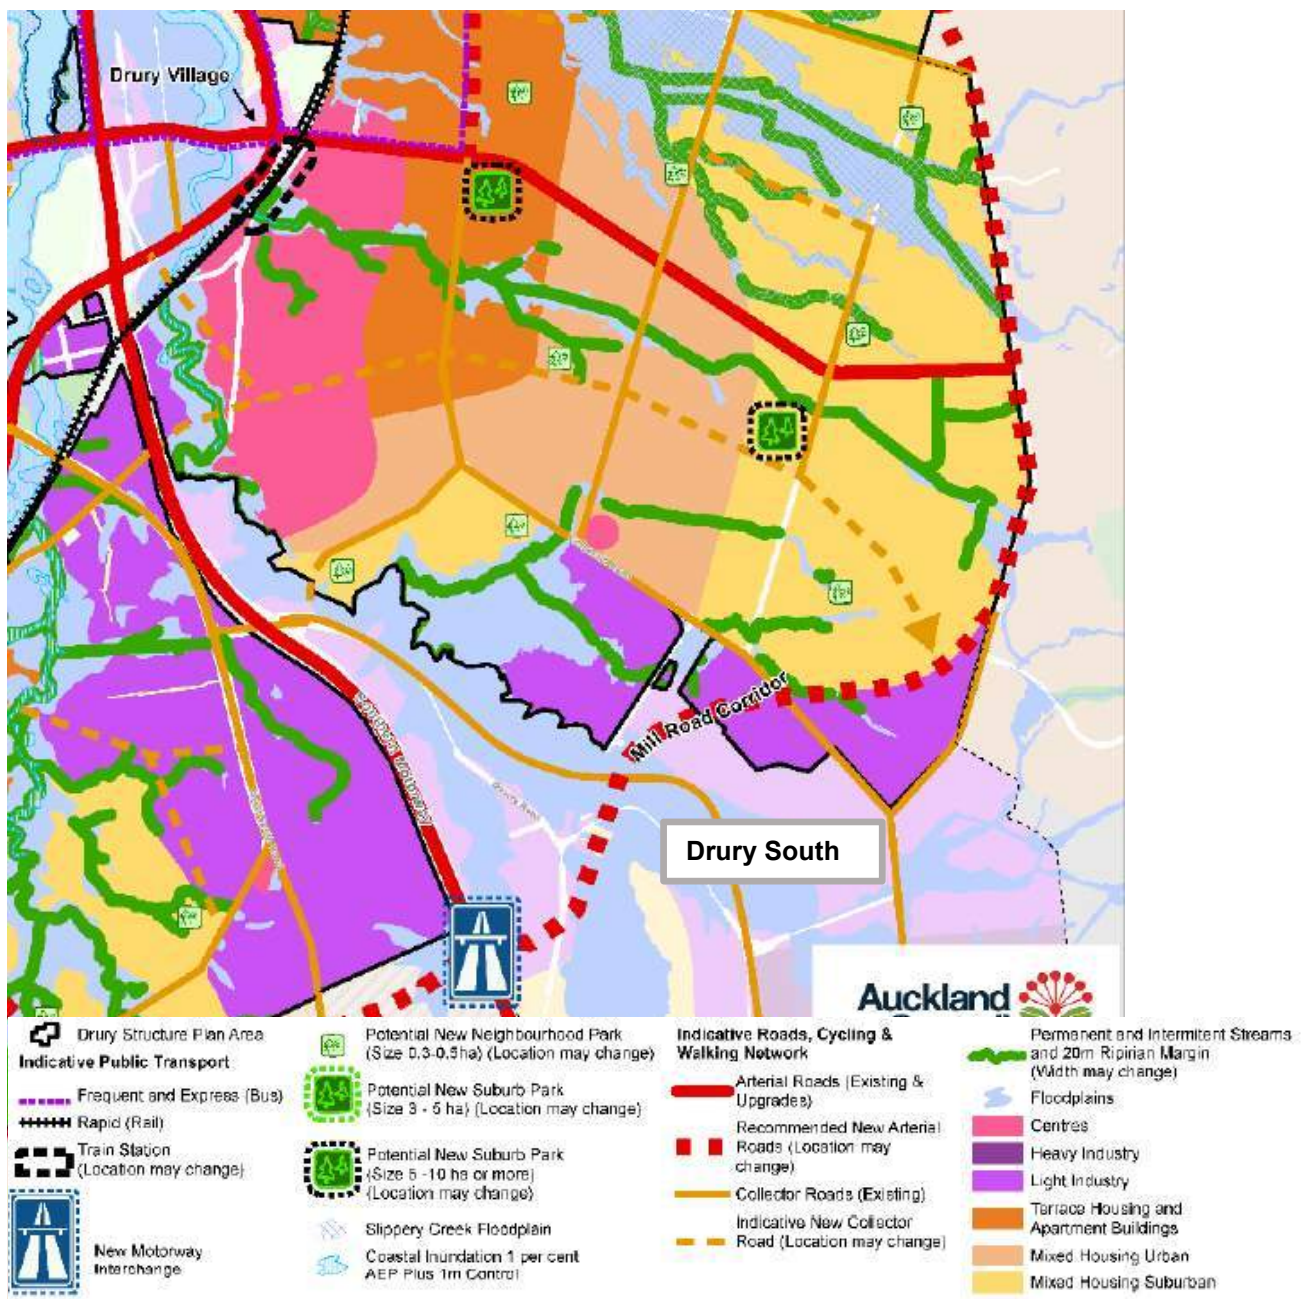 Drury Village
Mill Road Corridor
Drury South
Auckland
Drury Structure Plan Area
Indicative Public Transport
Frequent and Express (Bus)
Rapid (Rail)
Train Station
(Location may change)
New Motorway
Interchange
Potential New Neighbourhood Park
(Size 0.3-0.5ha) (Location may change)
Potential New Suburb Park
(Size 3 - 5 ha) (Location may change)
Potential New Suburb Park
(Size 5 -10 ha or more)
(Location may change)
Slippery Creek Floodplain
Coastal Inundation 1 per cent
AEP Plus 1m Control
Indicative Roads, Cycling &
Walking Network
Arterial Roads (Existing &
Upgrades)
Recommended New Arterial
Roads (Location may
change)
Collector Roads (Existing)
Indicative New Collector
Road (Location may change)
Permanent and Intermitent Streams
and 20m Ripirian Margin
(Width may change)
Floodplains
Centres
Heavy Industry
Light Industry
Terrace Housing and
Apartment Buildings
Mixed Housing Urban
Mixed Housing Suburban